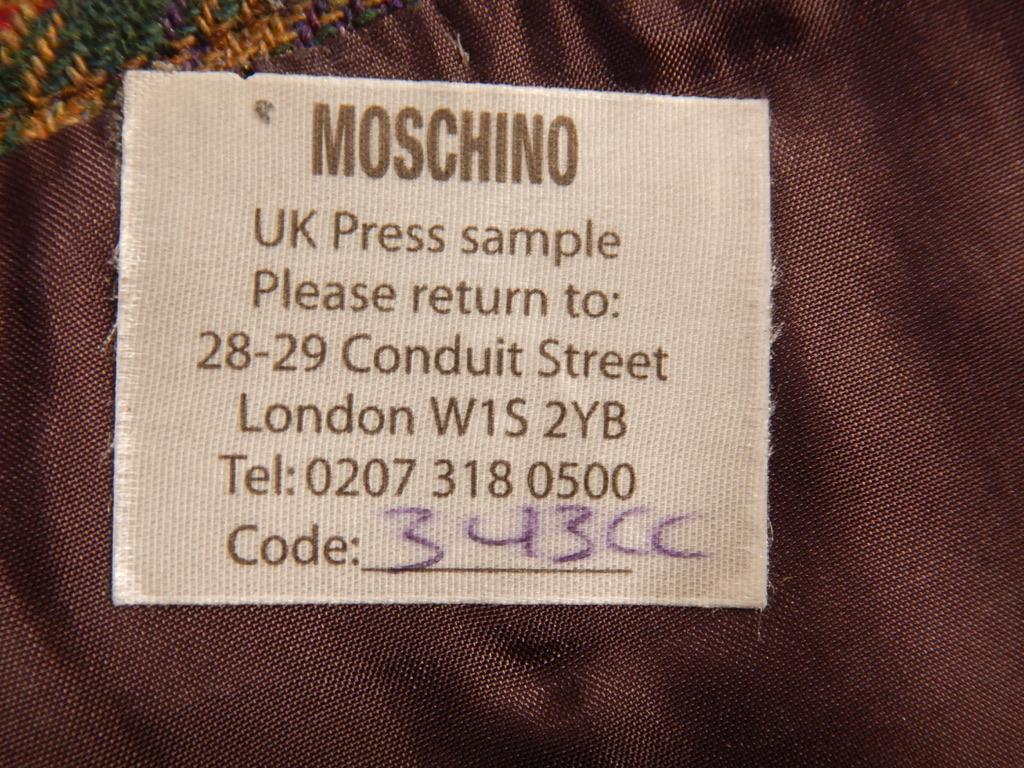 MOSCHINO
UK Press sample
Please return to:
28-29 Conduit Street
London W1S 2YB
Tel: 0207 318 0500
Code: 343CC